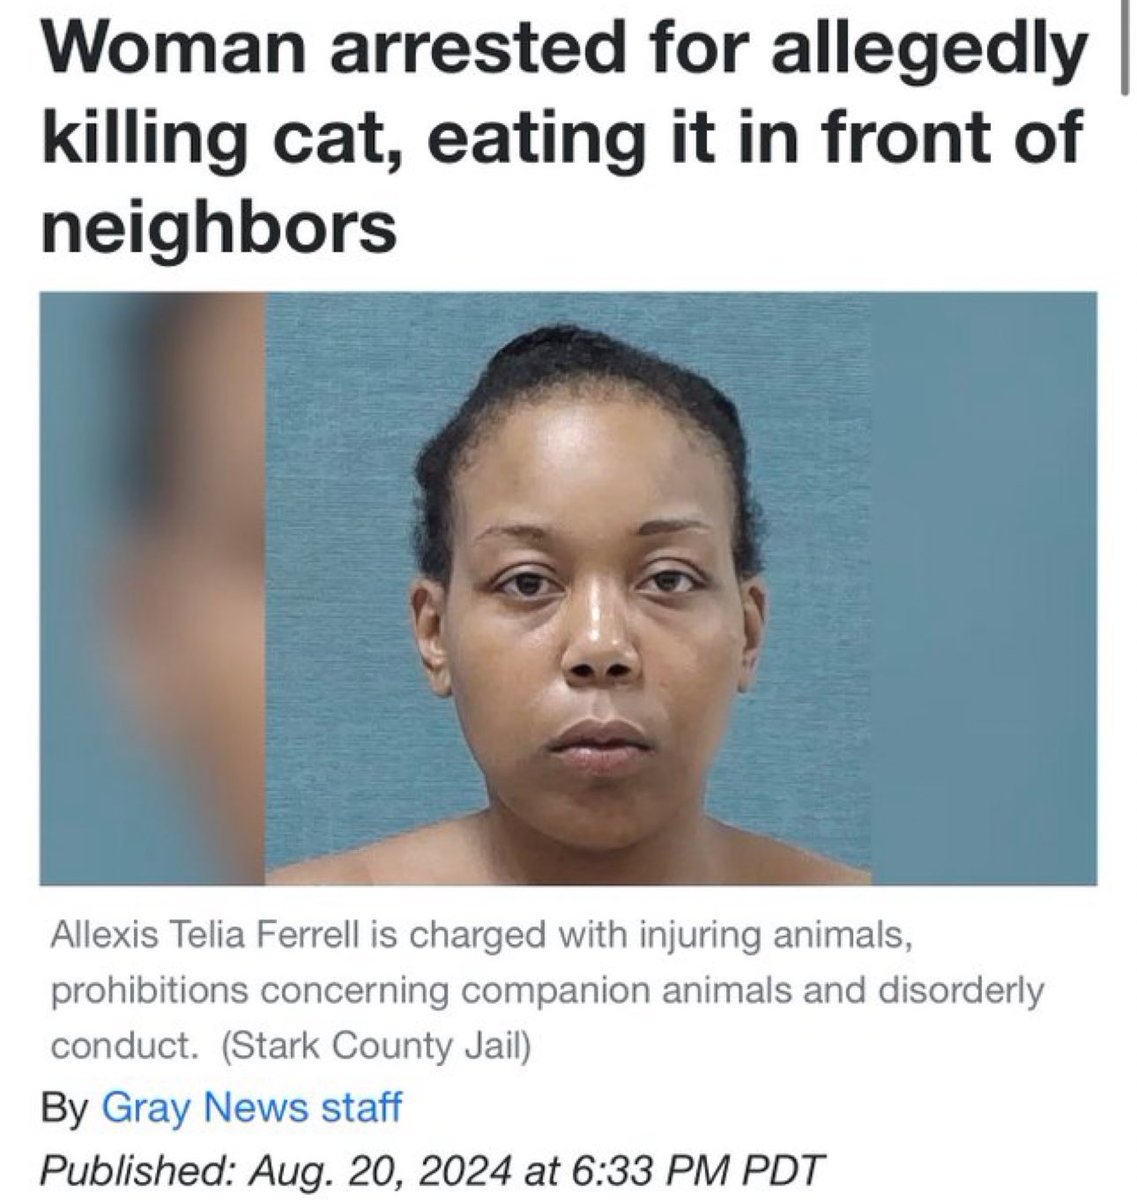 Woman arrested for allegedly
killing cat, eating it in front of
neighbors
Allexis Telia Ferrell is charged with injuring animals,
prohibitions concerning companion animals and disorderly
conduct. (Stark County Jail)
By Gray News staff
Published: Aug. 20, 2024 at 6:33 PM PDT